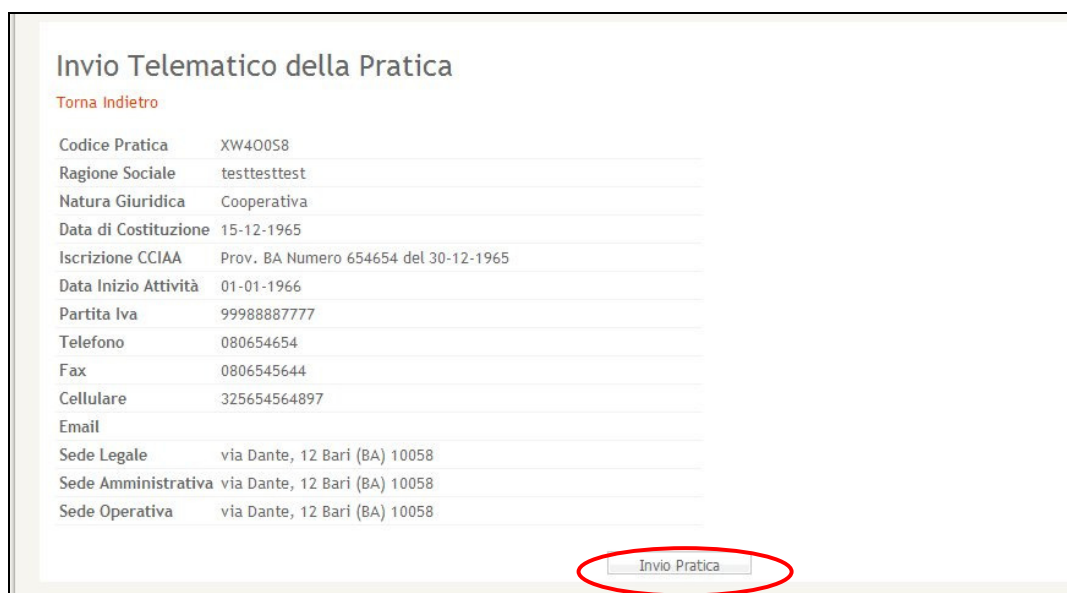 Invio Telematico della Pratica
Torna Indietro
Codice Pratica XW4O0S8
Ragione Sociale testtesttest
Natura Giuridica Cooperativa
Data di Costituzione 15-12-1965
Iscrizione CCIAA Prov. BA Numero 654654 del 30-12-1965
Data Inizio Attività 01-01-1966
Partita Iva 99988887777
Telefono 080654654
Fax 0806545644
Cellulare 325654564897
Email
Sede Legale via Dante, 12 Bari (BA) 10058
Sede Amministrativa via Dante, 12 Bari (BA) 10058
Sede Operativa via Dante, 12 Bari (BA) 10058
Invio Pratica